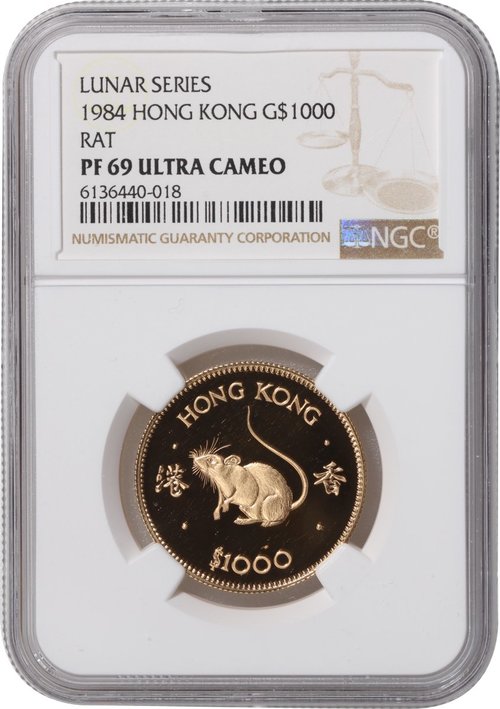 LUNAR SERIES
1984 HONG KONG G$1000
RAT
PF 69 ULTRA CAMEO
6136440-018
NUMISMATIC GUARANTY CORPORATION
NGC®
HONG KONG
港 香
$1000